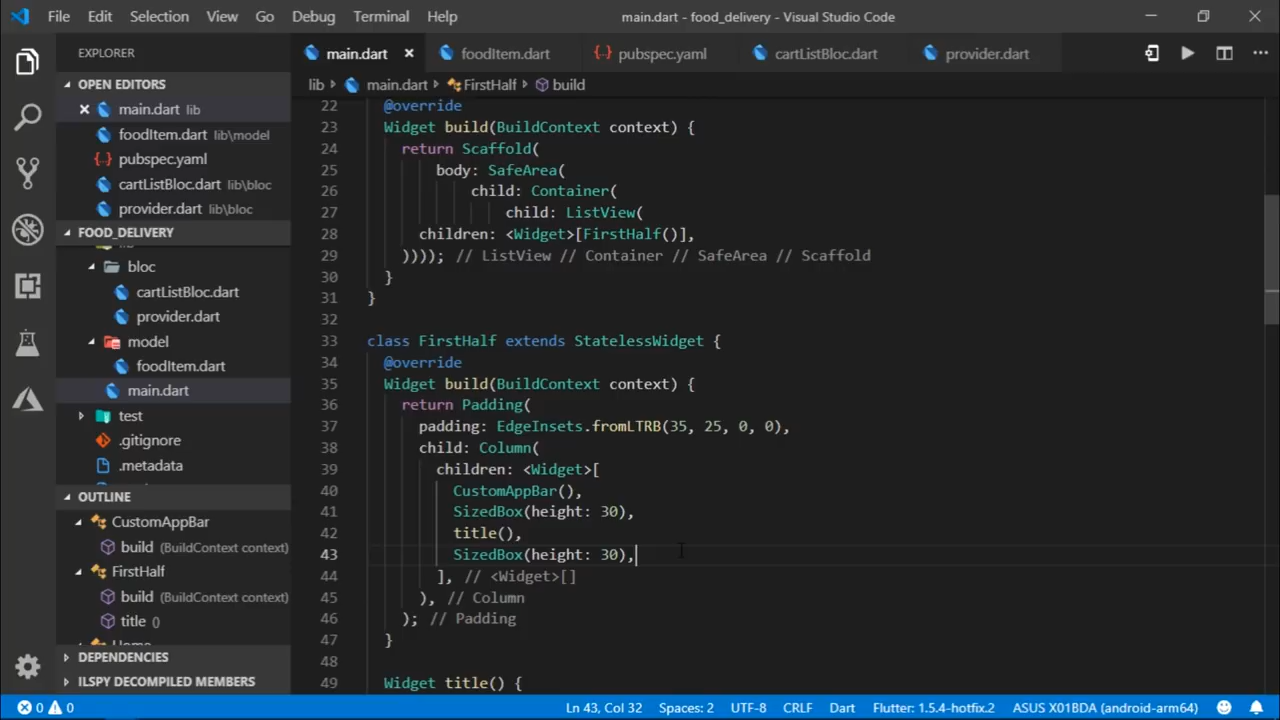 File Edit Selection View Go Debug Terminal Help main.dart - food_delivery - Visual Studio Code
EXPLORER
OPEN EDITORS
main.dart lib
foodItem.dart lib\model
pubspec.yaml
cartListBloc.dart lib\bloc
provider.dart lib\bloc
FOOD_DELIVERY
bloc
cartListBloc.dart
provider.dart
model
foodItem.dart
main.dart
test
.gitignore
.metadata
OUTLINE
CustomAppBar
build (BuildContext context)
FirstHalf
build (BuildContext context)
title ()
DEPENDENCIES
ILSPY DECOMPILED MEMBERS
main.dart foodItem.dart pubspec.yaml cartListBloc.dart provider.dart
lib main.dart FirstHalf build
22 @override
23 Widget build(BuildContext context) {
24 return Scaffold(
25 body: SafeArea(
26 child: Container(
27 child: ListView(
28 children: <Widget>[FirstHalf()],
29 )))); // ListView // Container // SafeArea // Scaffold
30 }
31 }
32
33 class FirstHalf extends StatelessWidget {
34 @override
35 Widget build(BuildContext context) {
36 return Padding(
37 padding: EdgeInsets.fromLTRB(35, 25, 0, 0),
38 child: Column(
39 children: <Widget>[
40 CustomAppBar(),
41 SizedBox(height: 30),
42 title(),
43 SizedBox(height: 30),
44 ], // <Widget>[]
45 ), // Column
46 ); // Padding
47 }
48
49 Widget title() {
0 0 Ln 43, Col 32 Spaces: 2 UTF-8 CRLF Dart Flutter: 1.5.4-hotfix.2 ASUS X01BDA (android-arm64)